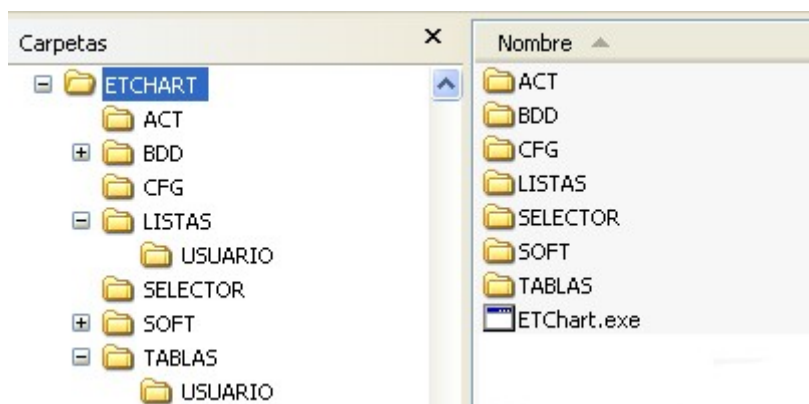 Carpetas
ETCHART
ACT
BDD
CFG
LISTAS
USUARIO
SELECTOR
SOFT
TABLAS
USUARIO
Nombre
ACT
BDD
CFG
LISTAS
SELECTOR
SOFT
TABLAS
ETChart.exe